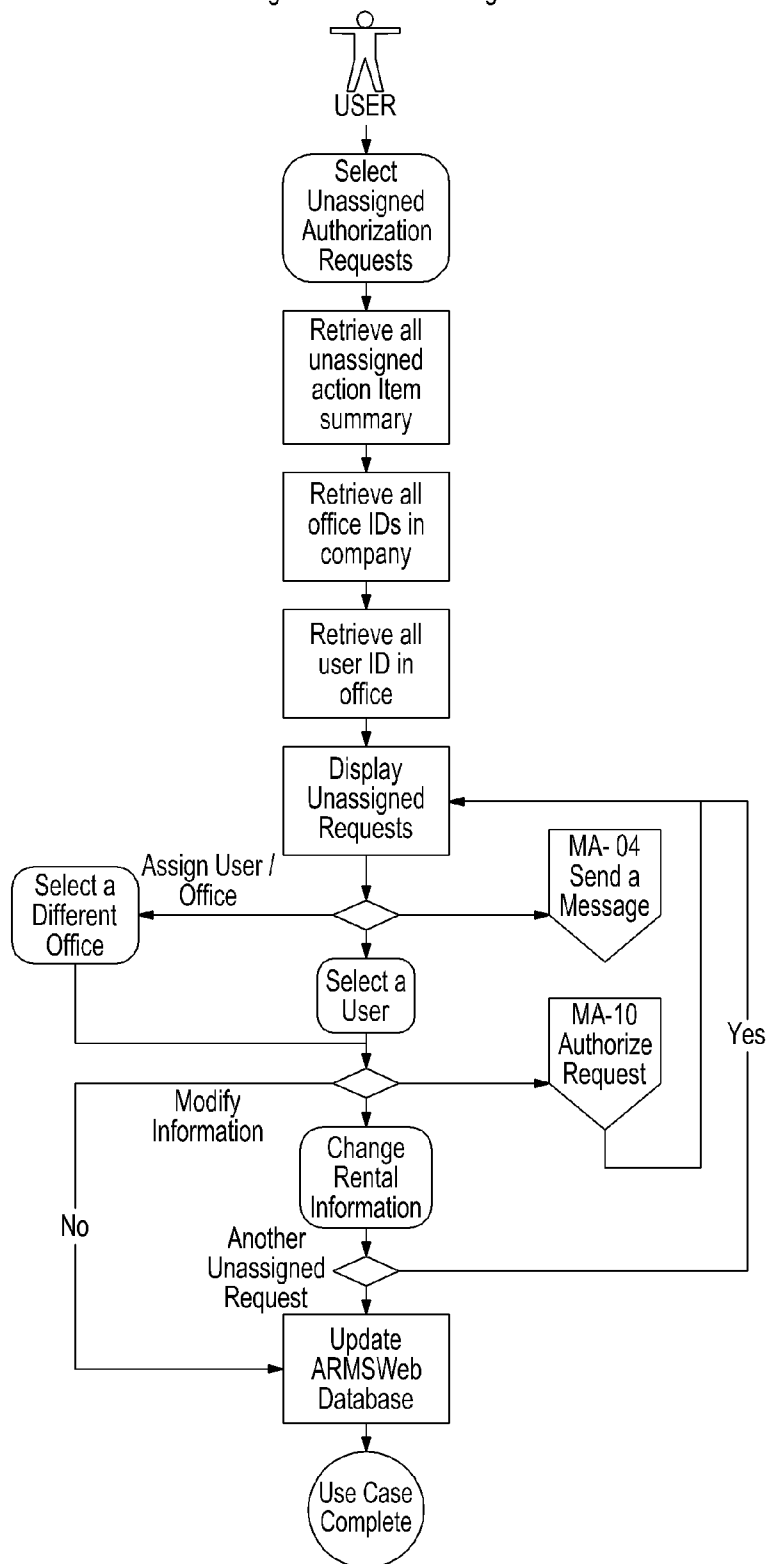 USER
Select
Unassigned
Authorization
Requests
Retrieve all
unassigned
action Item
summary
Retrieve all
office IDs in
company
Retrieve all
user ID in
office
Display
Unassigned
Requests
Assign User /
Office
Select a
Different
Office
MA- 04
Send a
Message
Select a
User
MA-10
Authorize
Request
Yes
Modify
Information
Change
Rental
Information
No
Another
Unassigned
Request
Update
ARMSWeb
Database
Use Case
Complete